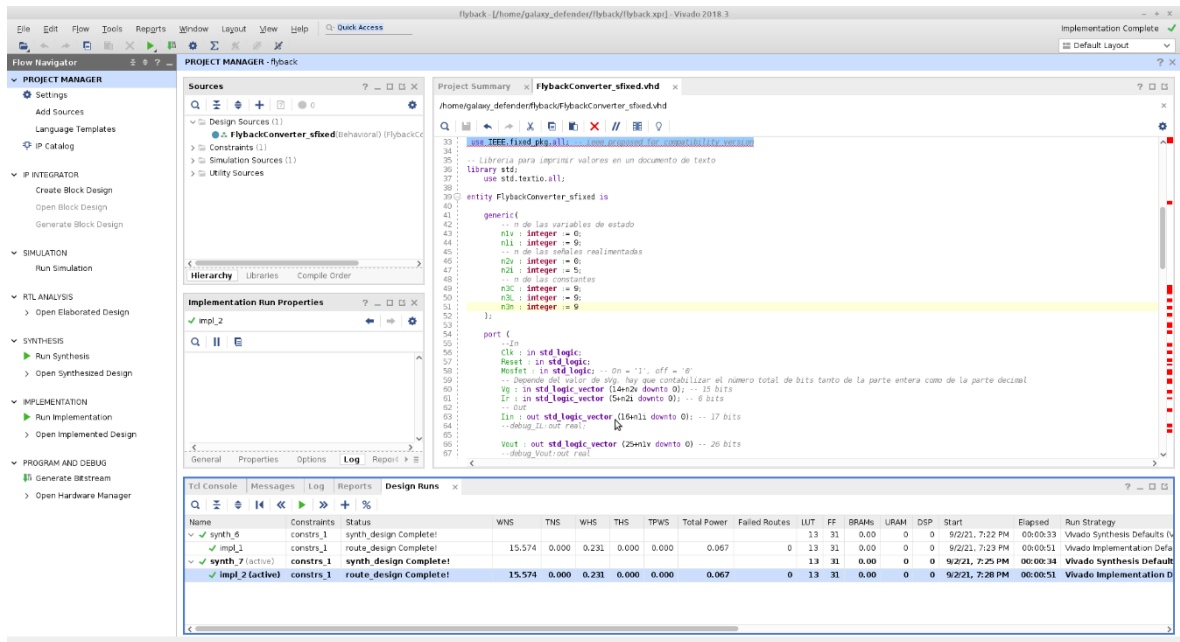 flyback - [/home/galaxy_defender/flyback/flyback.xpr] - Vivado 2018.3
File Edit Flow Tools Reports Window Layout View Help Quick Access
Implementation Complete
Default Layout
Flow Navigator
PROJECT MANAGER - flyback
PROJECT MANAGER
Settings
Add Sources
Language Templates
IP Catalog
IP INTEGRATOR
Create Block Design
Open Block Design
Generate Block Design
SIMULATION
Run Simulation
RTL ANALYSIS
Open Elaborated Design
SYNTHESIS
Run Synthesis
Open Synthesized Design
IMPLEMENTATION
Run Implementation
Open Implemented Design
PROGRAM AND DEBUG
Generate Bitstream
Open Hardware Manager
Sources
0
Design Sources (1)
FlybackConverter_sfixed(Behavioral) (FlybackCc
Constraints (1)
Simulation Sources (1)
Utility Sources
Hierarchy Libraries Compile Order
Implementation Run Properties
impl_2
General Properties Options Log Report
Project Summary FlybackConverter_sfixed.vhd
/home/galaxy_defender/flyback/FlybackConverter_sfixed.vhd
33 use IEEE.fixed_pkg.all; -- ieee_proposed for compatibility version
34
35 -- Libreria para imprimir valores en un documento de texto
36 library std;
37 use std.textio.all;
38
39 entity FlybackConverter_sfixed is
40
41 generic(
42 -- n de las variables de estado
43 n1v : integer := 0;
44 n1i : integer := 9;
45 -- n de las señales realimentadas
46 n2v : integer := 0;
47 n2i : integer := 5;
48 -- n de las constantes
49 n3C : integer := 9;
50 n3L : integer := 9;
51 n3n : integer := 9
52 );
53
54 port (
55 --In
56 Clk : in std_logic;
57 Reset : in std_logic;
58 Mosfet : in std_logic; -- On = '1', off = '0'
59 -- Depende del valor de sVg, hay que contabilizar el número total de bits tanto de la parte entera como de la parte decimal
60 Vg : in std_logic_vector (14+n2v downto 0); -- 15 bits
61 Ir : in std_logic_vector (5+n2i downto 0); -- 6 bits
62 -- Out
63 Iin : out std_logic_vector (16+n1i downto 0); -- 17 bits
64 --debug_IL:out real;
65
66 Vout : out std_logic_vector (25+n1v downto 0) -- 26 bits
67 --debug_Vout:out real
Tcl Console Messages Log Reports Design Runs
Name Constraints Status WNS TNS WHS THS TPWS Total Power Failed Routes LUT FF BRAMs URAM DSP Start Elapsed Run Strategy
synth_6 constrs_1 synth_design Complete! 13 31 0.00 0 0 9/2/21, 7:22 PM 00:00:33 Vivado Synthesis Defaults (V
impl_1 constrs_1 route_design Complete! 15.574 0.000 0.231 0.000 0.000 0.067 0 13 31 0.00 0 0 9/2/21, 7:23 PM 00:00:51 Vivado Implementation Defa
synth_7 (active) constrs_1 synth_design Complete! 13 31 0.00 0 0 9/2/21, 7:25 PM 00:00:34 Vivado Synthesis Default
impl_2 (active) constrs_1 route_design Complete! 15.574 0.000 0.231 0.000 0.000 0.067 0 13 31 0.00 0 0 9/2/21, 7:28 PM 00:00:51 Vivado Implementation D